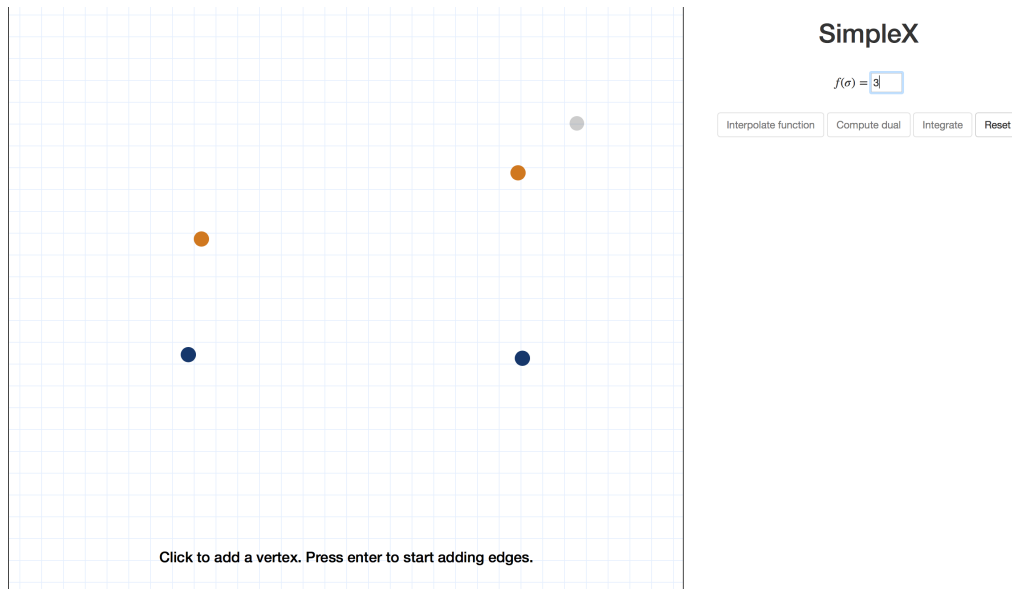 SimpleX
f(σ) = 3
Interpolate function Compute dual Integrate Reset
Click to add a vertex. Press enter to start adding edges.